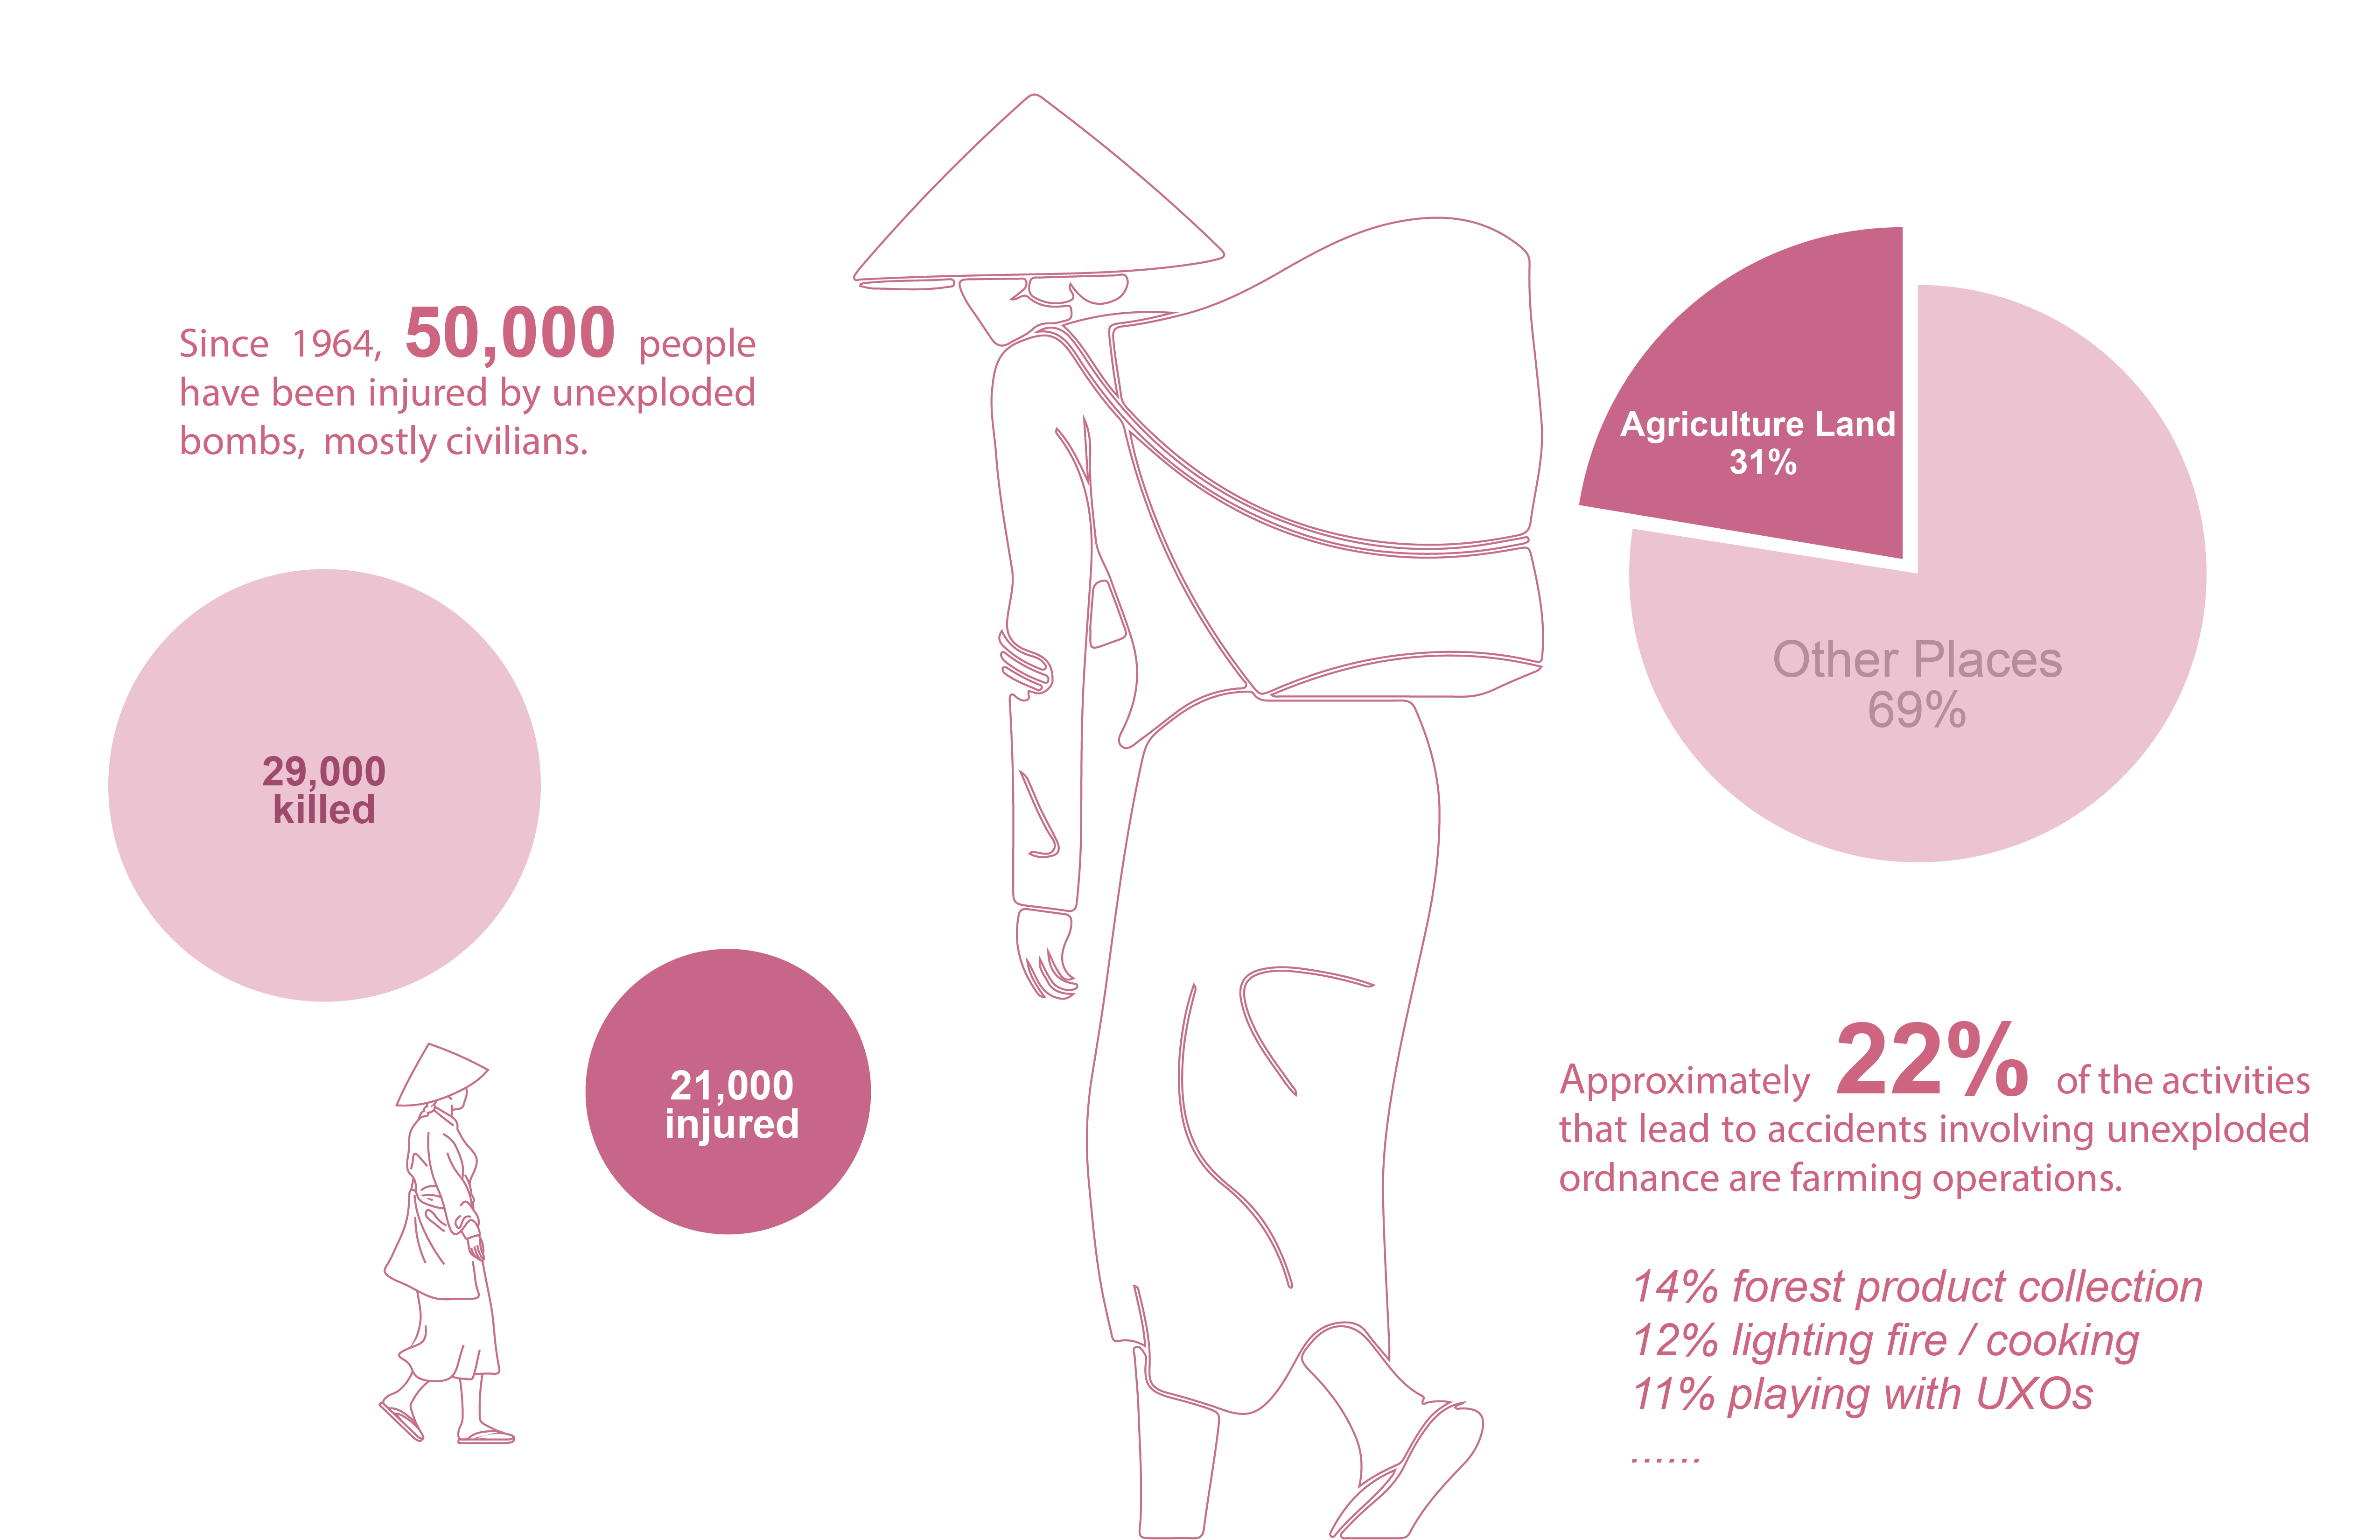 Since 1964, 50,000 people
have been injured by unexploded
bombs, mostly civilians.
29,000
killed
21,000
injured
Agriculture Land
31%
Other Places
69%
Approximately 22% of the activities
that lead to accidents involving unexploded
ordnance are farming operations.
14% forest product collection
12% lighting fire / cooking
11% playing with UXOs
......